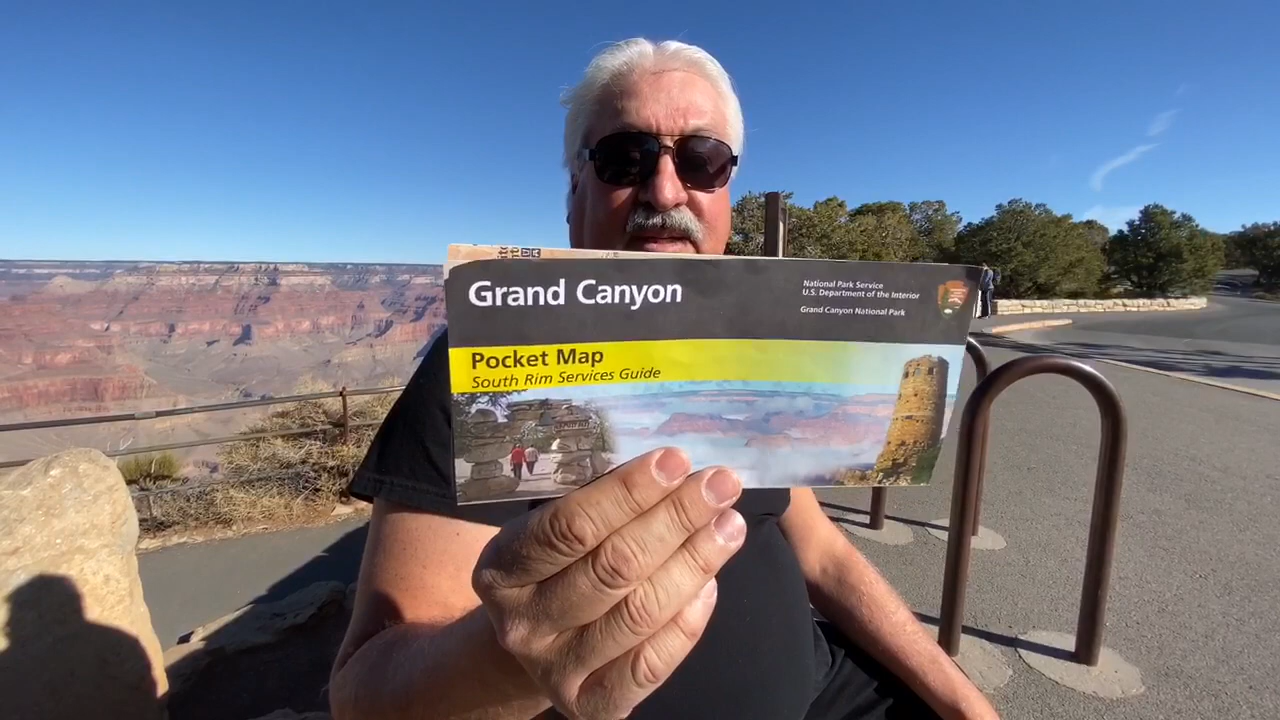 Grand Canyon
National Park Service
U.S. Department of the Interior
Grand Canyon National Park
Pocket Map
South Rim Services Guide